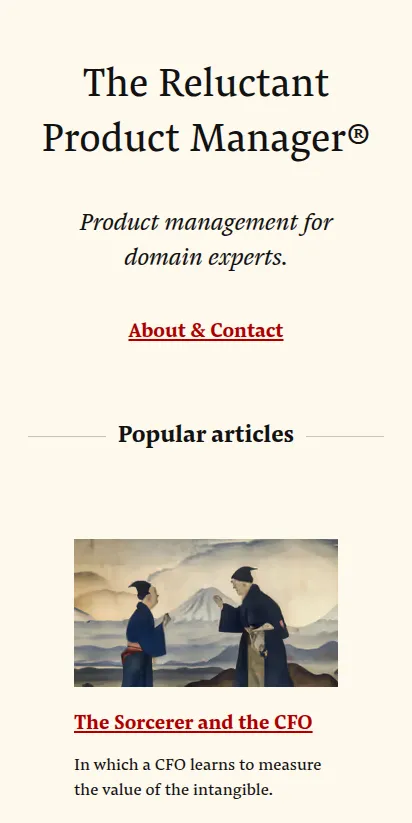 The Reluctant
Product Manager®
Product management for
domain experts.
About & Contact
Popular articles
The Sorcerer and the CFO
In which a CFO learns to measure
the value of the intangible.